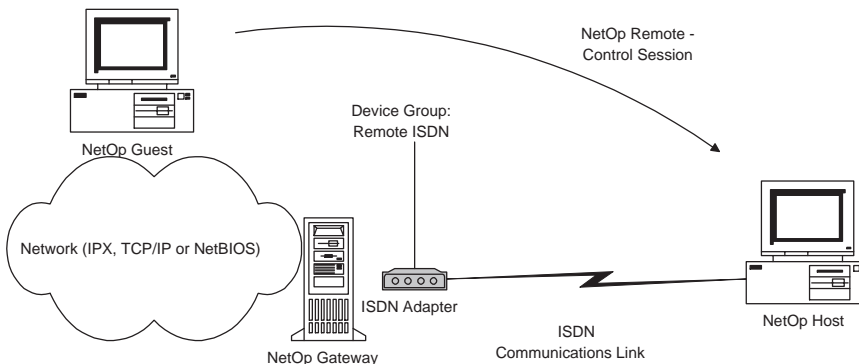 NetOp Remote -
Control Session
Device Group:
Remote ISDN
NetOp Guest
Network (IPX, TCP/IP or NetBIOS)
ISDN Adapter
NetOp Host
ISDN
Communications Link
NetOp Gateway